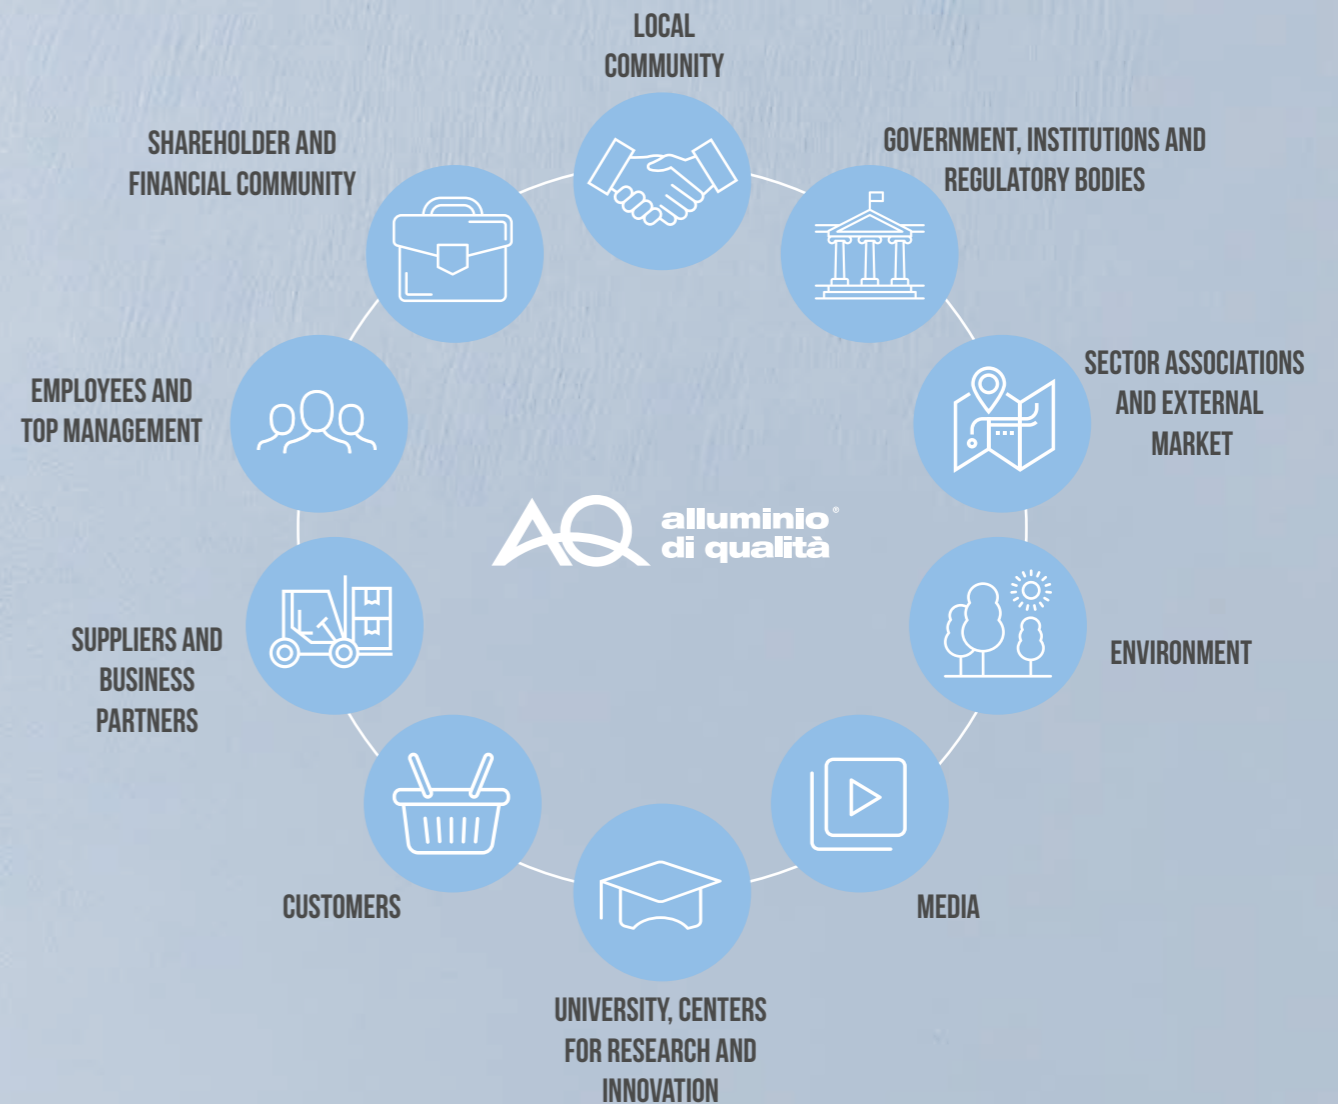 LOCAL
COMMUNITY
GOVERNMENT, INSTITUTIONS AND
REGULATORY BODIES
SHAREHOLDER AND
FINANCIAL COMMUNITY
SECTOR ASSOCIATIONS
AND EXTERNAL
MARKET
EMPLOYEES AND
TOP MANAGEMENT
AQ
alluminio®
di qualità
SUPPLIERS AND
BUSINESS
PARTNERS
ENVIRONMENT
CUSTOMERS
MEDIA
UNIVERSITY, CENTERS
FOR RESEARCH AND
INNOVATION